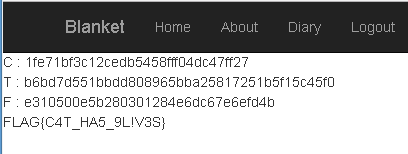 Blanket Home About Diary Logout
C : 1fe71bf3c12cedb5458fff04dc47ff27
T : b6bd7d551bbdd808965bba25817251b5f15c45f0
F : e310500e5b280301284e6dc67e6efd4b
FLAG{C4T_HA5_9L!V3S}